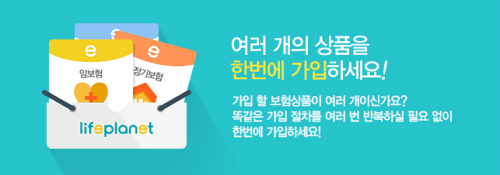 여러 개의 상품을
한번에 가입하세요!
가입 할 보험상품이 여러 개이신가요?
똑같은 가입 절차를 여러 번 반복하실 필요 없이
한번에 가입하세요!
e
e
암보험
정기보험
lifeplanet